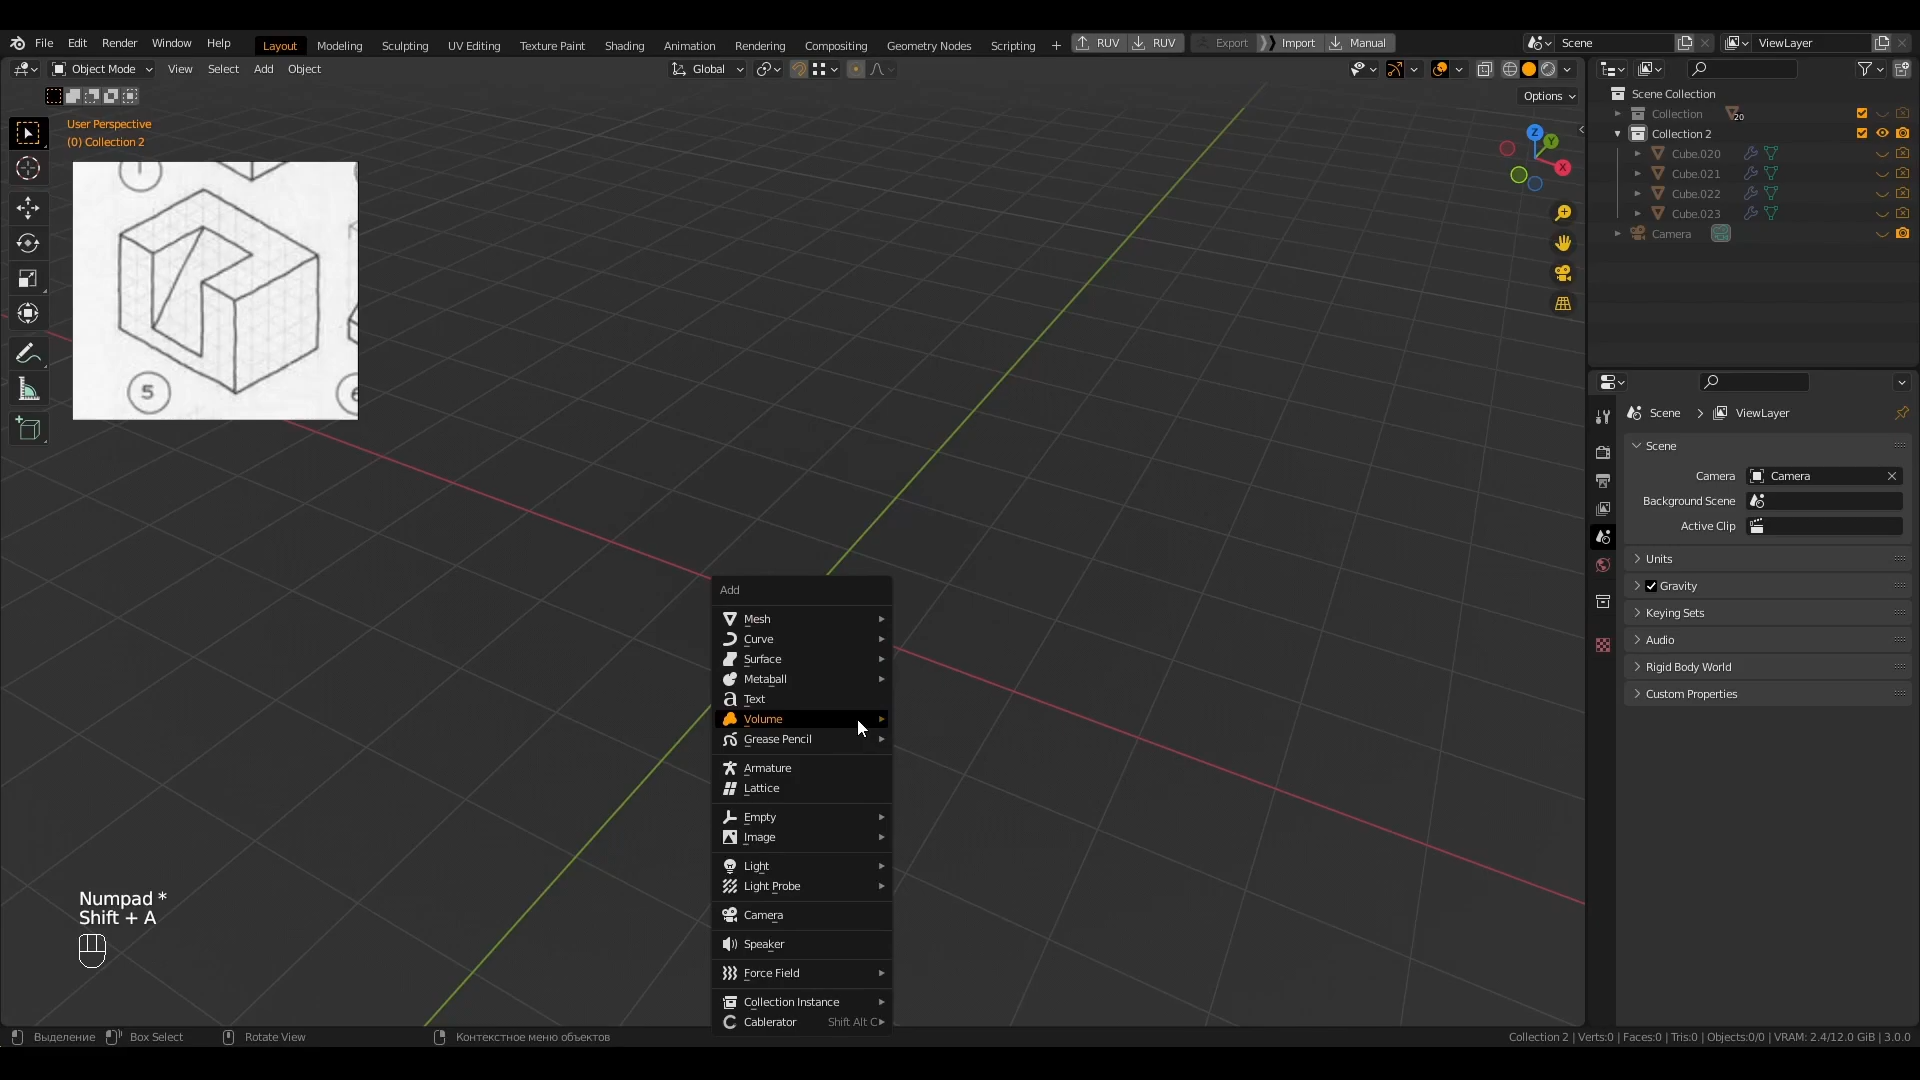 File Edit Render Window Help
Layout Modeling Sculpting UV Editing Texture Paint Shading Animation Rendering Compositing Geometry Nodes Scripting +
RUV RUV Export Import Manual
Scene ViewLayer
Object Mode View Select Add Object
Global
Options
User Perspective
(0) Collection 2
5
Z
Y
X
Scene Collection
Collection 20
Collection 2
Cube.020
Cube.021
Cube.022
Cube.023
Camera
Scene > ViewLayer
Scene
Camera Camera
Background Scene
Active Clip
Units
Gravity
Keying Sets
Audio
Rigid Body World
Custom Properties
Add
Mesh
Curve
Surface
Metaball
Text
Volume
Grease Pencil
Armature
Lattice
Empty
Image
Light
Light Probe
Camera
Speaker
Force Field
Collection Instance
Cablerator Shift Alt C
Numpad *
Shift + A
Выделение Box Select Rotate View Контекстное меню объектов
Collection 2 | Verts:0 | Faces:0 | Tris:0 | Objects:0/0 | VRAM: 2.4/12.0 GiB | 3.0.0